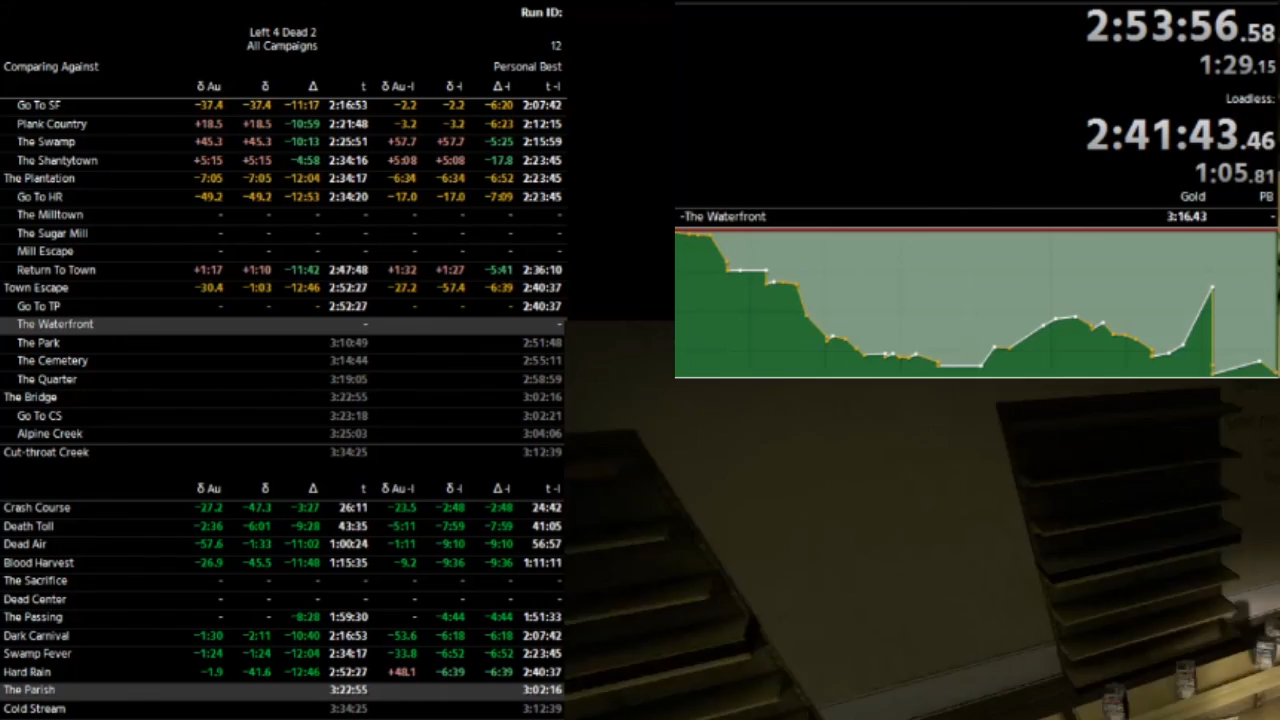 Run ID:
Left 4 Dead 2
All Campaigns 12
Comparing Against Personal Best
δ Au δ Δ t δ Au -l δ -l Δ -l t -l
Go To SF −37.4 −37.4 −11:17 2:16:53 −2.2 −2.2 −6:20 2:07:42
Plank Country +18.5 +18.5 −10:59 2:21:48 −3.2 −3.2 −6:23 2:12:15
The Swamp +45.3 +45.3 −10:13 2:25:51 +57.7 +57.7 −5:25 2:15:59
The Shantytown +5:15 +5:15 −4:58 2:34:16 +5:08 +5:08 −17.8 2:23:45
The Plantation −7:05 −7:05 −12:04 2:34:17 −6:34 −6:34 −6:52 2:23:45
Go To HR −49.2 −49.2 −12:53 2:34:20 −17.0 −17.0 −7:09 2:23:45
The Milltown - - - - - - - -
The Sugar Mill - - - - - - - -
Mill Escape - - - - - - - -
Return To Town +1:17 +1:10 −11:42 2:47:48 +1:32 +1:27 −5:41 2:36:10
Town Escape −30.4 −1:03 −12:46 2:52:27 −27.2 −57.4 −6:39 2:40:37
Go To TP - - - 2:52:27 - - - 2:40:37
The Waterfront - -
The Park 3:10:49 2:51:48
The Cemetery 3:14:44 2:55:11
The Quarter 3:19:05 2:58:59
The Bridge 3:22:55 3:02:16
Go To CS 3:23:18 3:02:21
Alpine Creek 3:25:03 3:04:06
Cut-throat Creek 3:34:25 3:12:39
δ Au δ Δ t δ Au -l δ -l Δ -l t -l
Crash Course −27.2 −47.3 −3:27 26:11 −23.5 −2:48 −2:48 24:42
Death Toll −2:36 −6:01 −9:28 43:35 −5:11 −7:59 −7:59 41:05
Dead Air −57.6 −1:33 −11:02 1:00:24 −1:11 −9:10 −9:10 56:57
Blood Harvest −26.9 −45.5 −11:48 1:15:35 −9.2 −9:36 −9:36 1:11:11
The Sacrifice - - - - - - - -
Dead Center - - - - - - - -
The Passing - - −8:28 1:59:30 - −4:44 −4:44 1:51:33
Dark Carnival −1:30 −2:11 −10:40 2:16:53 −53.6 −6:18 −6:18 2:07:42
Swamp Fever −1:24 −1:24 −12:04 2:34:17 −33.8 −6:52 −6:52 2:23:45
Hard Rain −1.9 −41.6 −12:46 2:52:27 +48.1 −6:39 −6:39 2:40:37
The Parish 3:22:55 3:02:16
Cold Stream 3:34:25 3:12:39
2:53:56.58
1:29.15
Loadless:
2:41:43.46
1:05.81
Gold PB
-The Waterfront 3:16.43 -